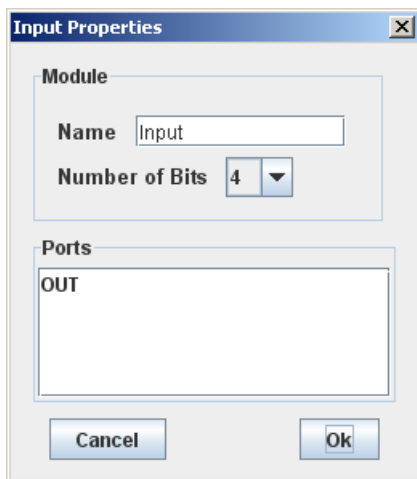 Input Properties
Module
Name Input
Number of Bits 4
Ports
OUT
Cancel Ok